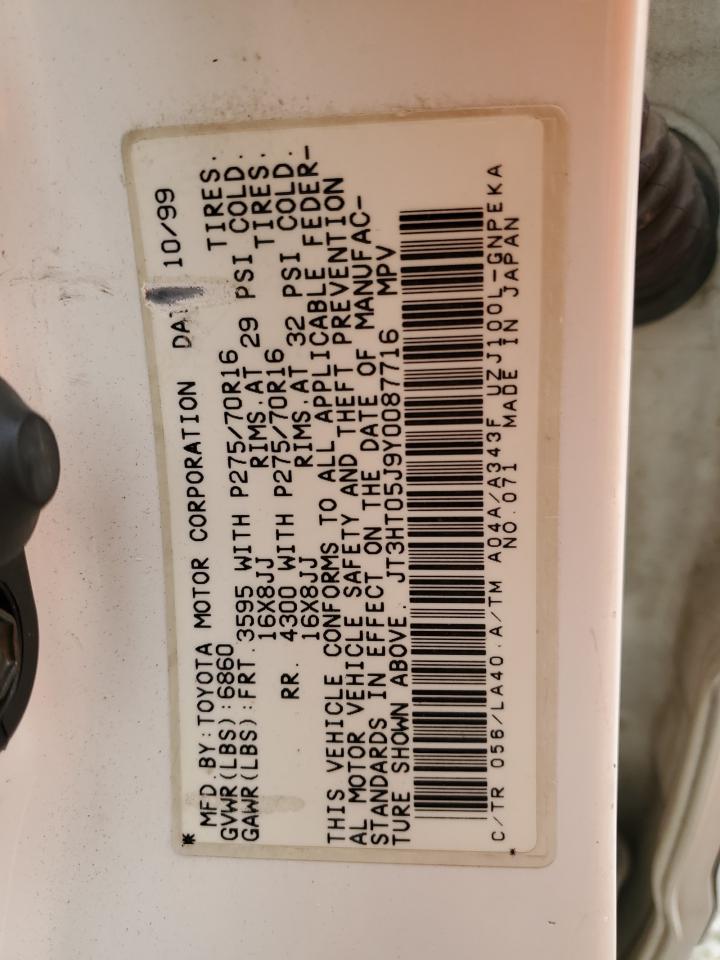 MFD.BY:TOYOTA MOTOR CORPORATION 10/99
GVWR(LBS):6860
GAWR(LBS):FRT.3595 WITH P275/70R16 TIRES.
16X8JJ RIMS.AT 29 PSI COLD.
RR. 4300 WITH P275/70R16 TIRES.
16X8JJ RIMS.AT 32 PSI COLD.
THIS VEHICLE CONFORMS TO ALL APPLICABLE FEDER-
AL MOTOR VEHICLE SAFETY AND THEFT PREVENTION
STANDARDS IN EFFECT ON THE DATE OF MANUFAC-
TURE SHOWN ABOVE. JT3HT05J9Y0087716 MPV
C/TR 056/LA40.A/TM A04A/A343F UZJ100L-GNPEKA
NO.071 MADE IN JAPAN